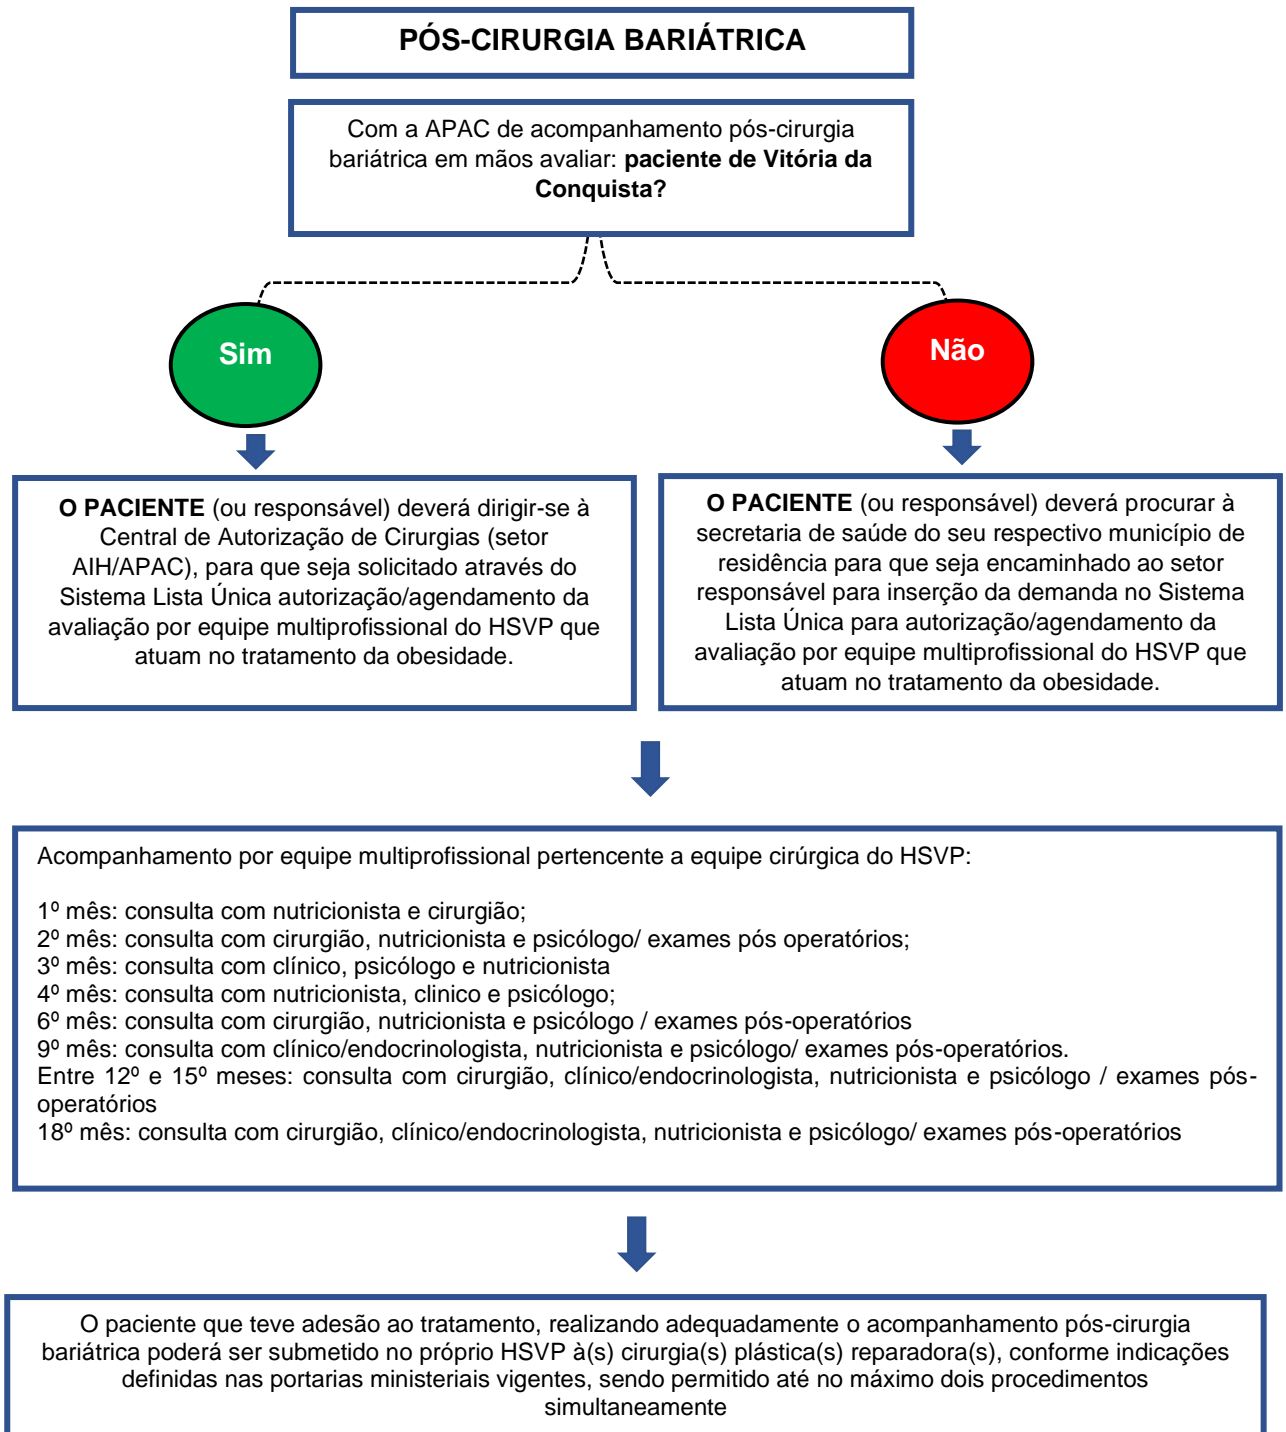 PÓS-CIRURGIA BARIÁTRICA
Com a APAC de acompanhamento pós-cirurgia
bariátrica em mãos avaliar: paciente de Vitória da
Conquista?
Sim
Não
O PACIENTE (ou responsável) deverá dirigir-se à
Central de Autorização de Cirurgias (setor
AIH/APAC), para que seja solicitado através do
Sistema Lista Única autorização/agendamento da
avaliação por equipe multiprofissional do HSVP que
atuam no tratamento da obesidade.
O PACIENTE (ou responsável) deverá procurar à
secretaria de saúde do seu respectivo município de
residência para que seja encaminhado ao setor
responsável para inserção da demanda no Sistema
Lista Única para autorização/agendamento da
avaliação por equipe multiprofissional do HSVP que
atuam no tratamento da obesidade.
Acompanhamento por equipe multiprofissional pertencente a equipe cirúrgica do HSVP:
1º mês: consulta com nutricionista e cirurgião;
2º mês: consulta com cirurgião, nutricionista e psicólogo/ exames pós operatórios;
3º mês: consulta com clínico, psicólogo e nutricionista
4º mês: consulta com nutricionista, clinico e psicólogo;
6º mês: consulta com cirurgião, nutricionista e psicólogo / exames pós-operatórios
9º mês: consulta com clínico/endocrinologista, nutricionista e psicólogo/ exames pós-operatórios.
Entre 12º e 15º meses: consulta com cirurgião, clínico/endocrinologista, nutricionista e psicólogo / exames pós-
operatórios
18º mês: consulta com cirurgião, clínico/endocrinologista, nutricionista e psicólogo/ exames pós-operatórios
O paciente que teve adesão ao tratamento, realizando adequadamente o acompanhamento pós-cirurgia
bariátrica poderá ser submetido no próprio HSVP à(s) cirurgia(s) plástica(s) reparadora(s), conforme indicações
definidas nas portarias ministeriais vigentes, sendo permitido até no máximo dois procedimentos
simultaneamente